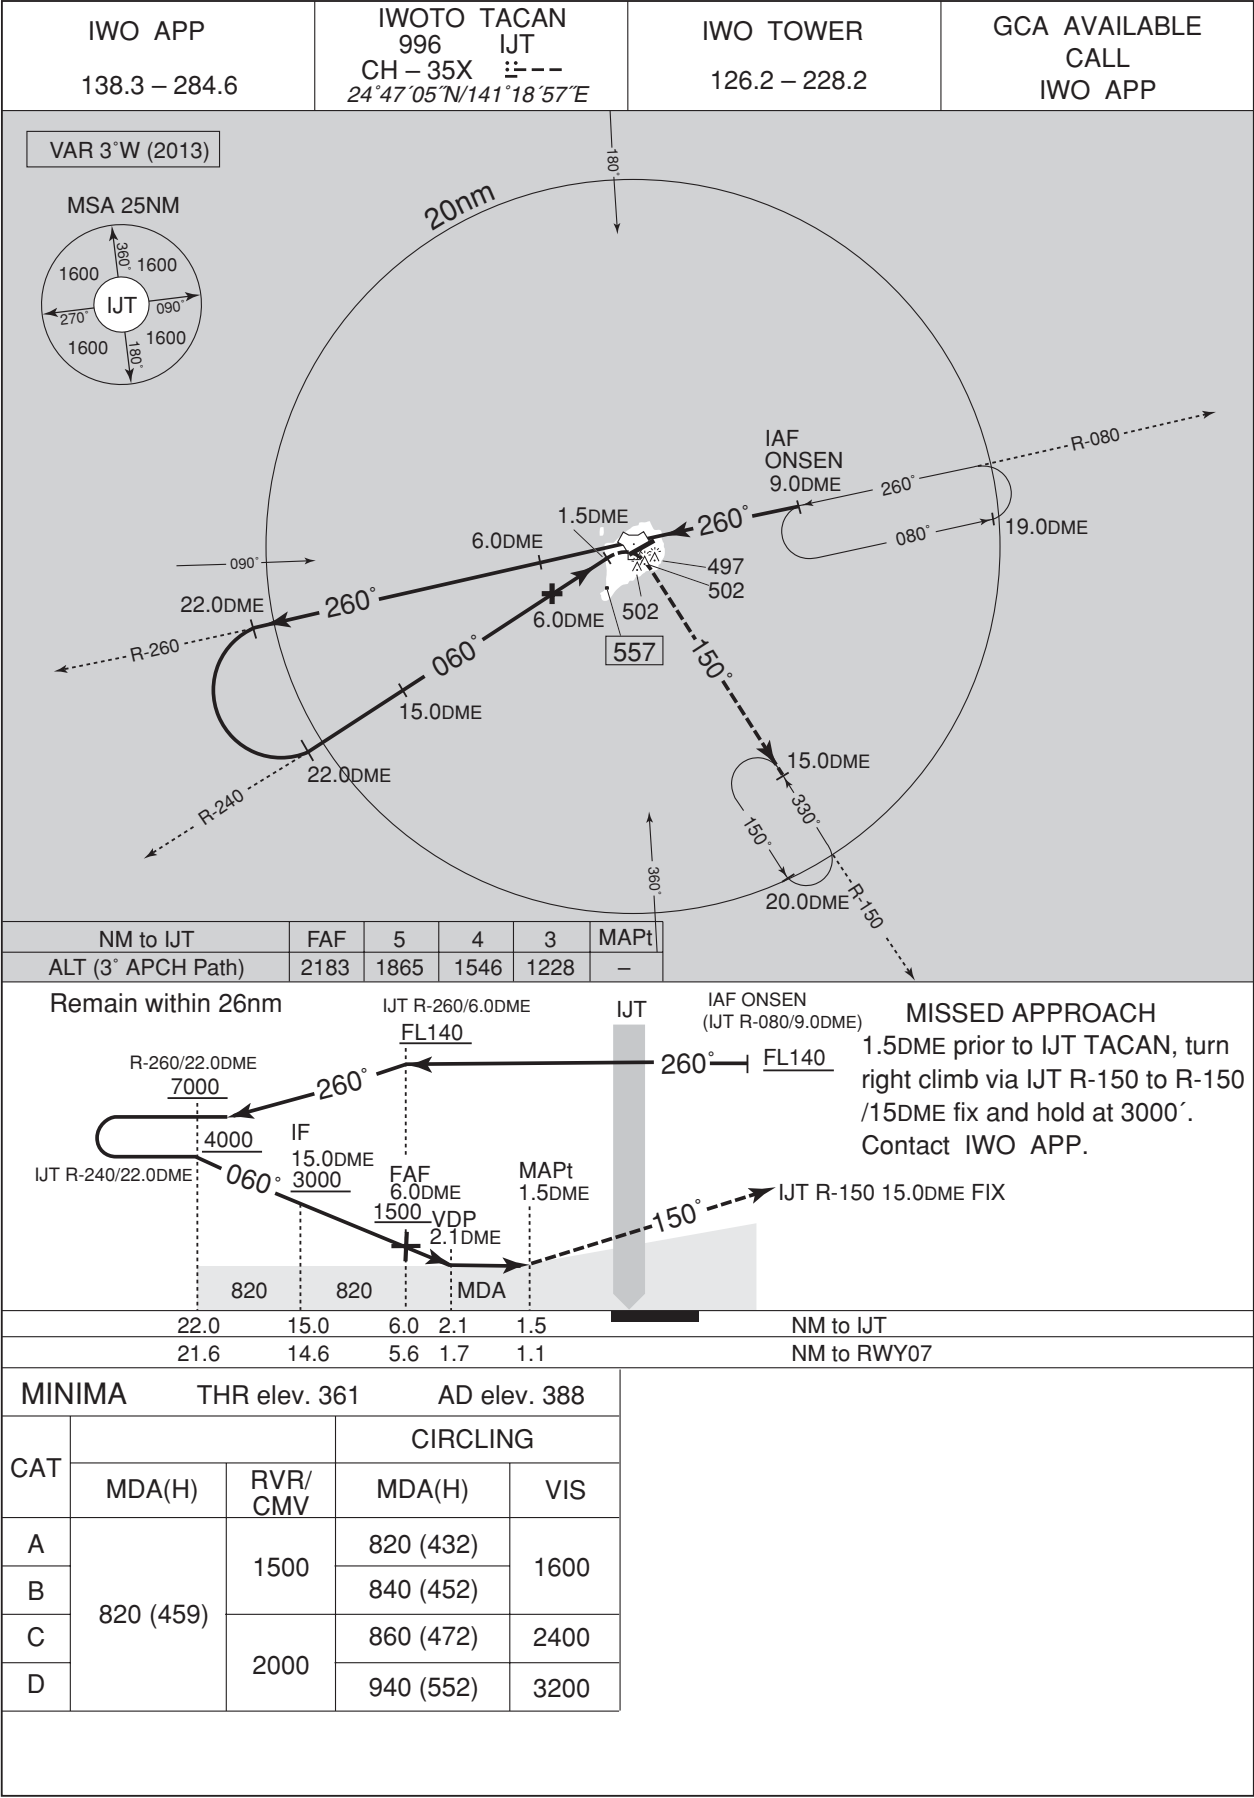 IWO APP
138.3 – 284.6
IWOTO TACAN
996 IJT
CH – 35X
24˚47´05˝N/141˚18´57˝E
IWO TOWER
126.2 – 228.2
GCA AVAILABLE
CALL
IWO APP
VAR 3˚W (2013)
MSA 25NM
360˚
1600
1600
IJT
270˚
090˚
1600
1600
180˚
180˚
20nm
IAF
ONSEN
9.0DME
R-080
260˚
080˚
19.0DME
260˚
1.5DME
6.0DME
090˚
497
502
502
22.0DME
260˚
6.0DME
557
R-260
060˚
150˚
15.0DME
15.0DME
22.0DME
330˚
R-240
150˚
360˚
20.0DME
R-150
NM to IJT FAF 5 4 3 MAPt
ALT (3˚ APCH Path) 2183 1865 1546 1228 –
Remain within 26nm
IJT R-260/6.0DME
FL140
IJT
IAF ONSEN
(IJT R-080/9.0DME)
260˚
FL140
R-260/22.0DME
7000
260˚
4000
IJT R-240/22.0DME
060˚
IF
15.0DME
3000
FAF
6.0DME
1500
VDP
2.1DME
MAPt
1.5DME
150˚
IJT R-150 15.0DME FIX
820
820
MDA
MISSED APPROACH
1.5DME prior to IJT TACAN, turn
right climb via IJT R-150 to R-150
/15DME fix and hold at 3000´.
Contact IWO APP.
22.0 15.0 6.0 2.1 1.5 NM to IJT
21.6 14.6 5.6 1.7 1.1 NM to RWY07
MINIMA THR elev. 361 AD elev. 388
CAT
CIRCLING
MDA(H)
RVR/
CMV
MDA(H)
VIS
A
820 (459)
1500
820 (432)
1600
B
840 (452)
C
2000
860 (472)
2400
D
940 (552)
3200